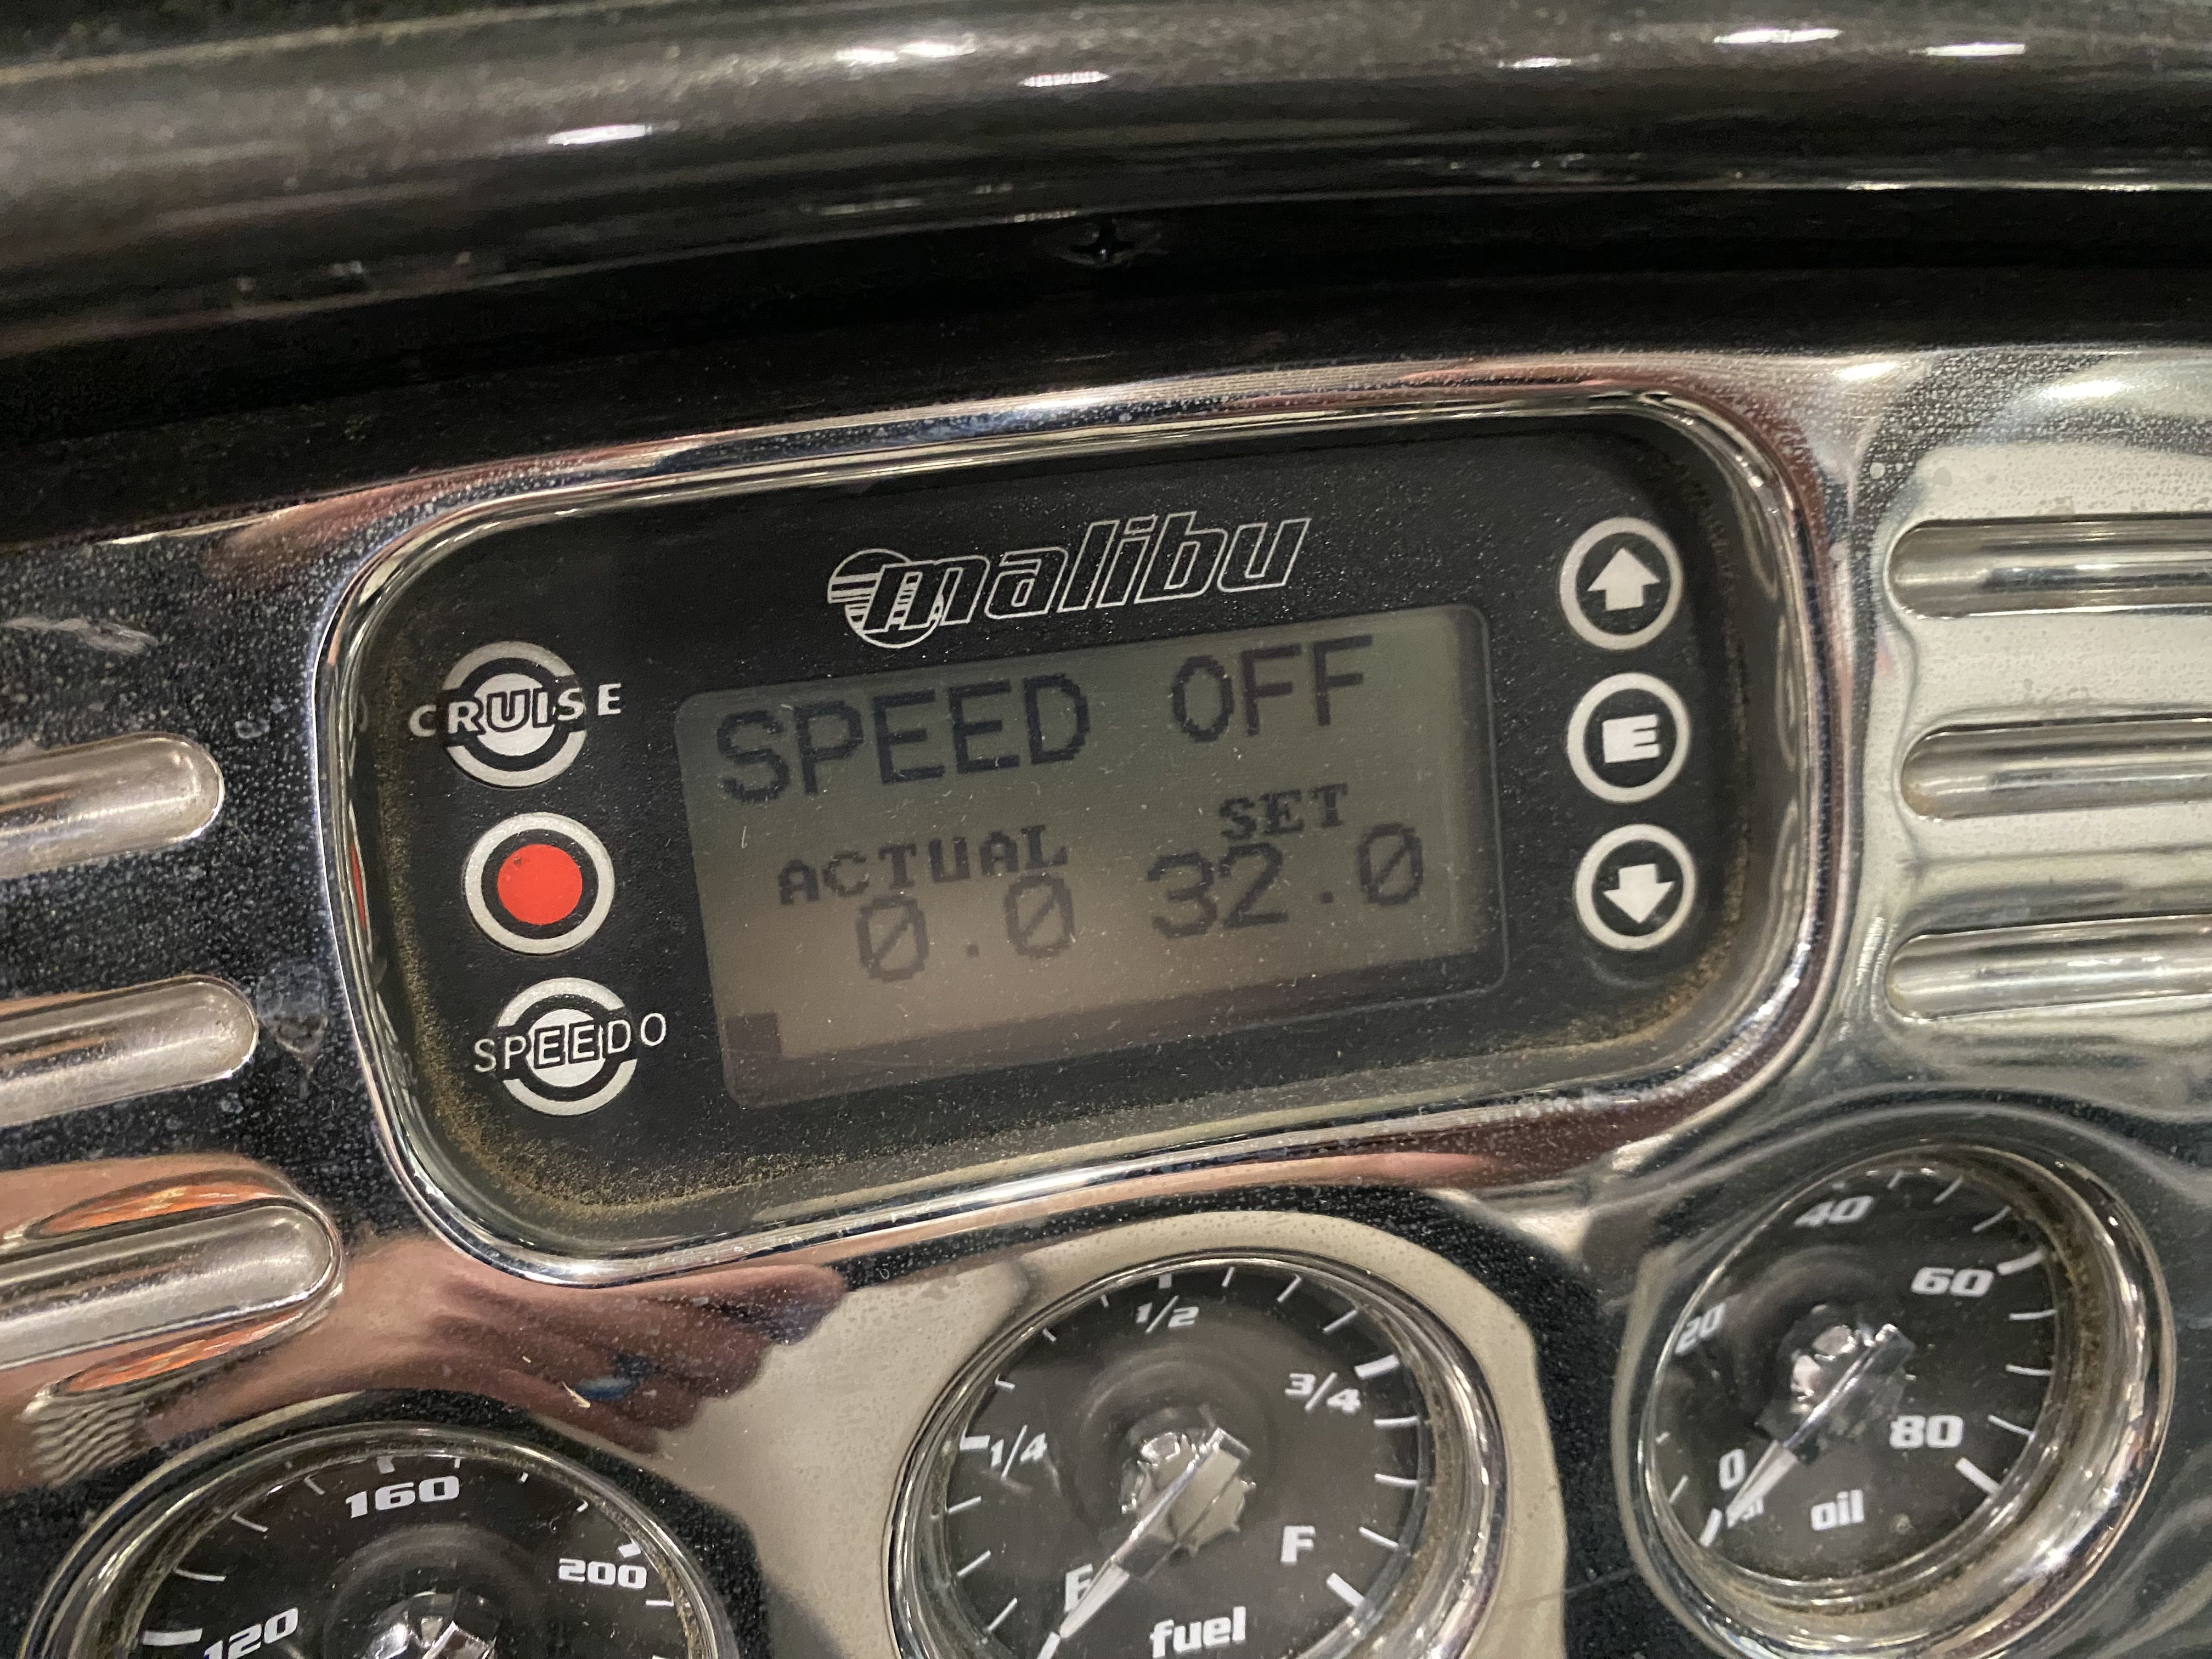 malibu
CRUISE
SPEED OFF
E
ACTUAL SET
0.0 32.0
SPEEDO
120 160 200
E 1/4 1/2 3/4 F
fuel
0 20 40 60 80
PSI
oil